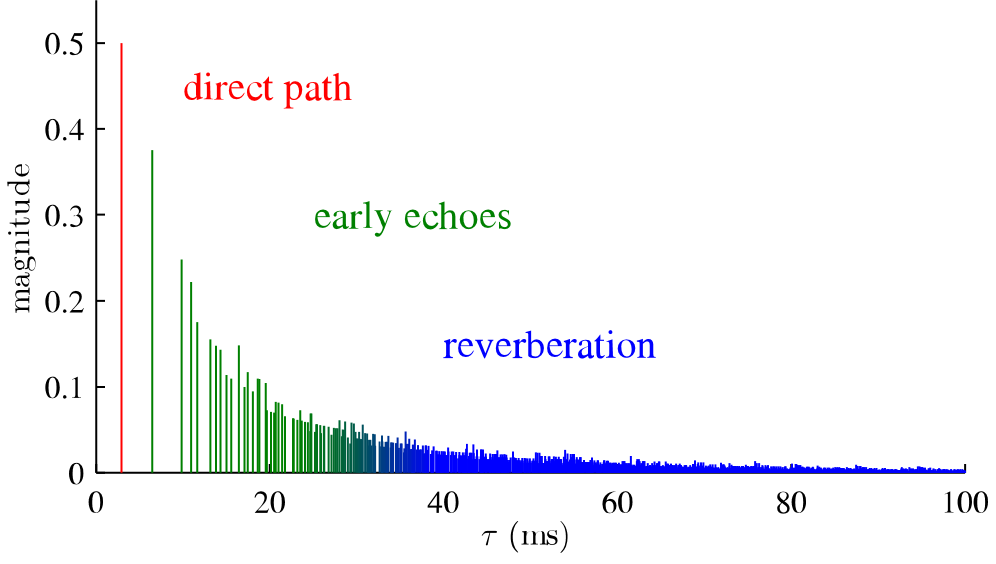 0.5
direct path
0.4
magnitude
0.3
early echoes
0.2
reverberation
0.1
0
0 20 40 60 80 100
τ (ms)